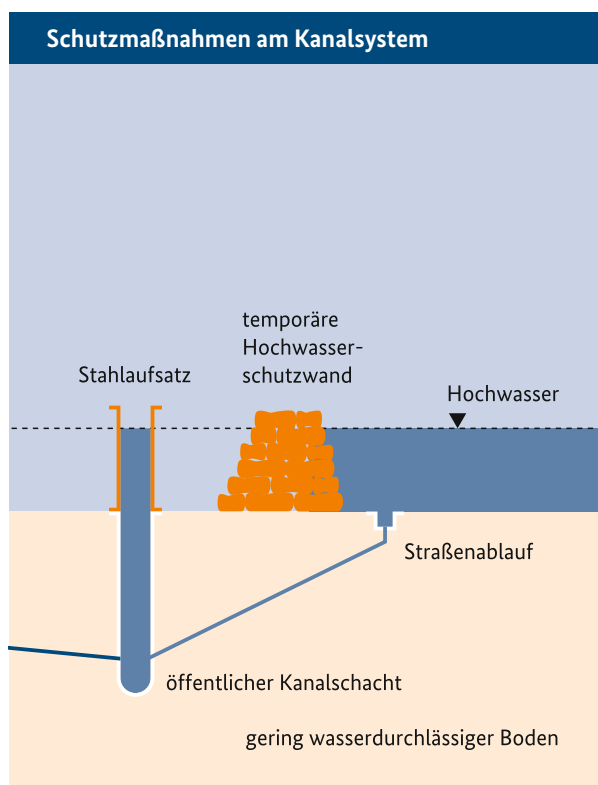 Schutzmaßnahmen am Kanalsystem
temporäre
Hochwasser-
schutzwand
Stahlaufsatz
Hochwasser
Straßenablauf
öffentlicher Kanalschacht
gering wasserdurchlässiger Boden